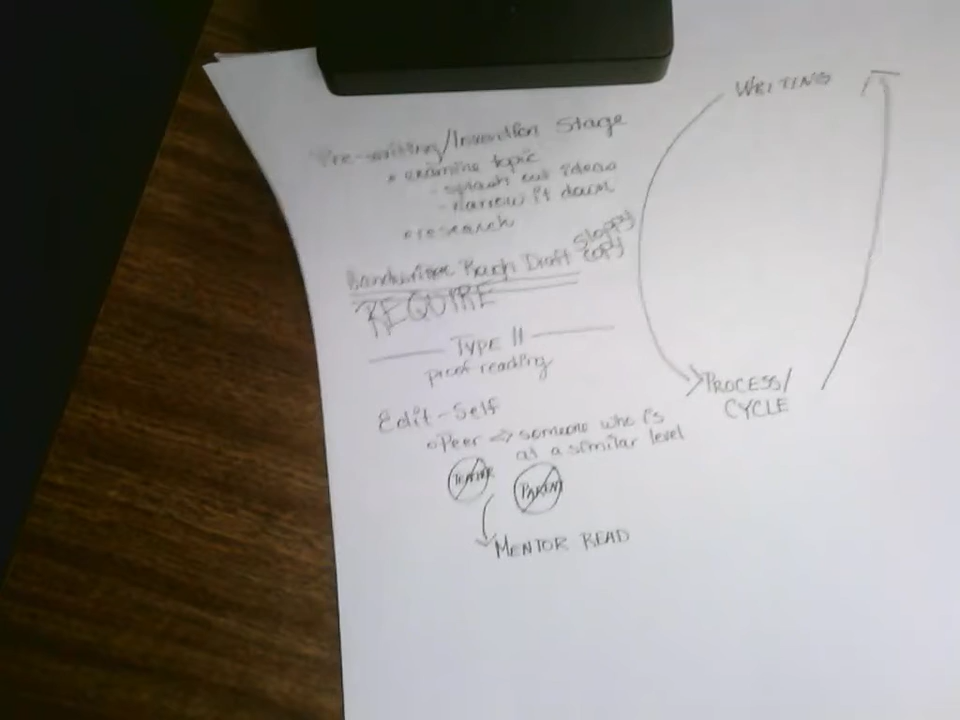 Pre-writing/Invention Stage
• examine topic
- splash out ideas
- narrow it down
• research
Handwritten Rough Draft
sloppy
copy
REQUIRE
TYPE II
proof reading
Edit-Self
o Peer => someone who is
at a similar level
TEACHER
PARENT
MENTOR READ
WRITING
PROCESS/
CYCLE